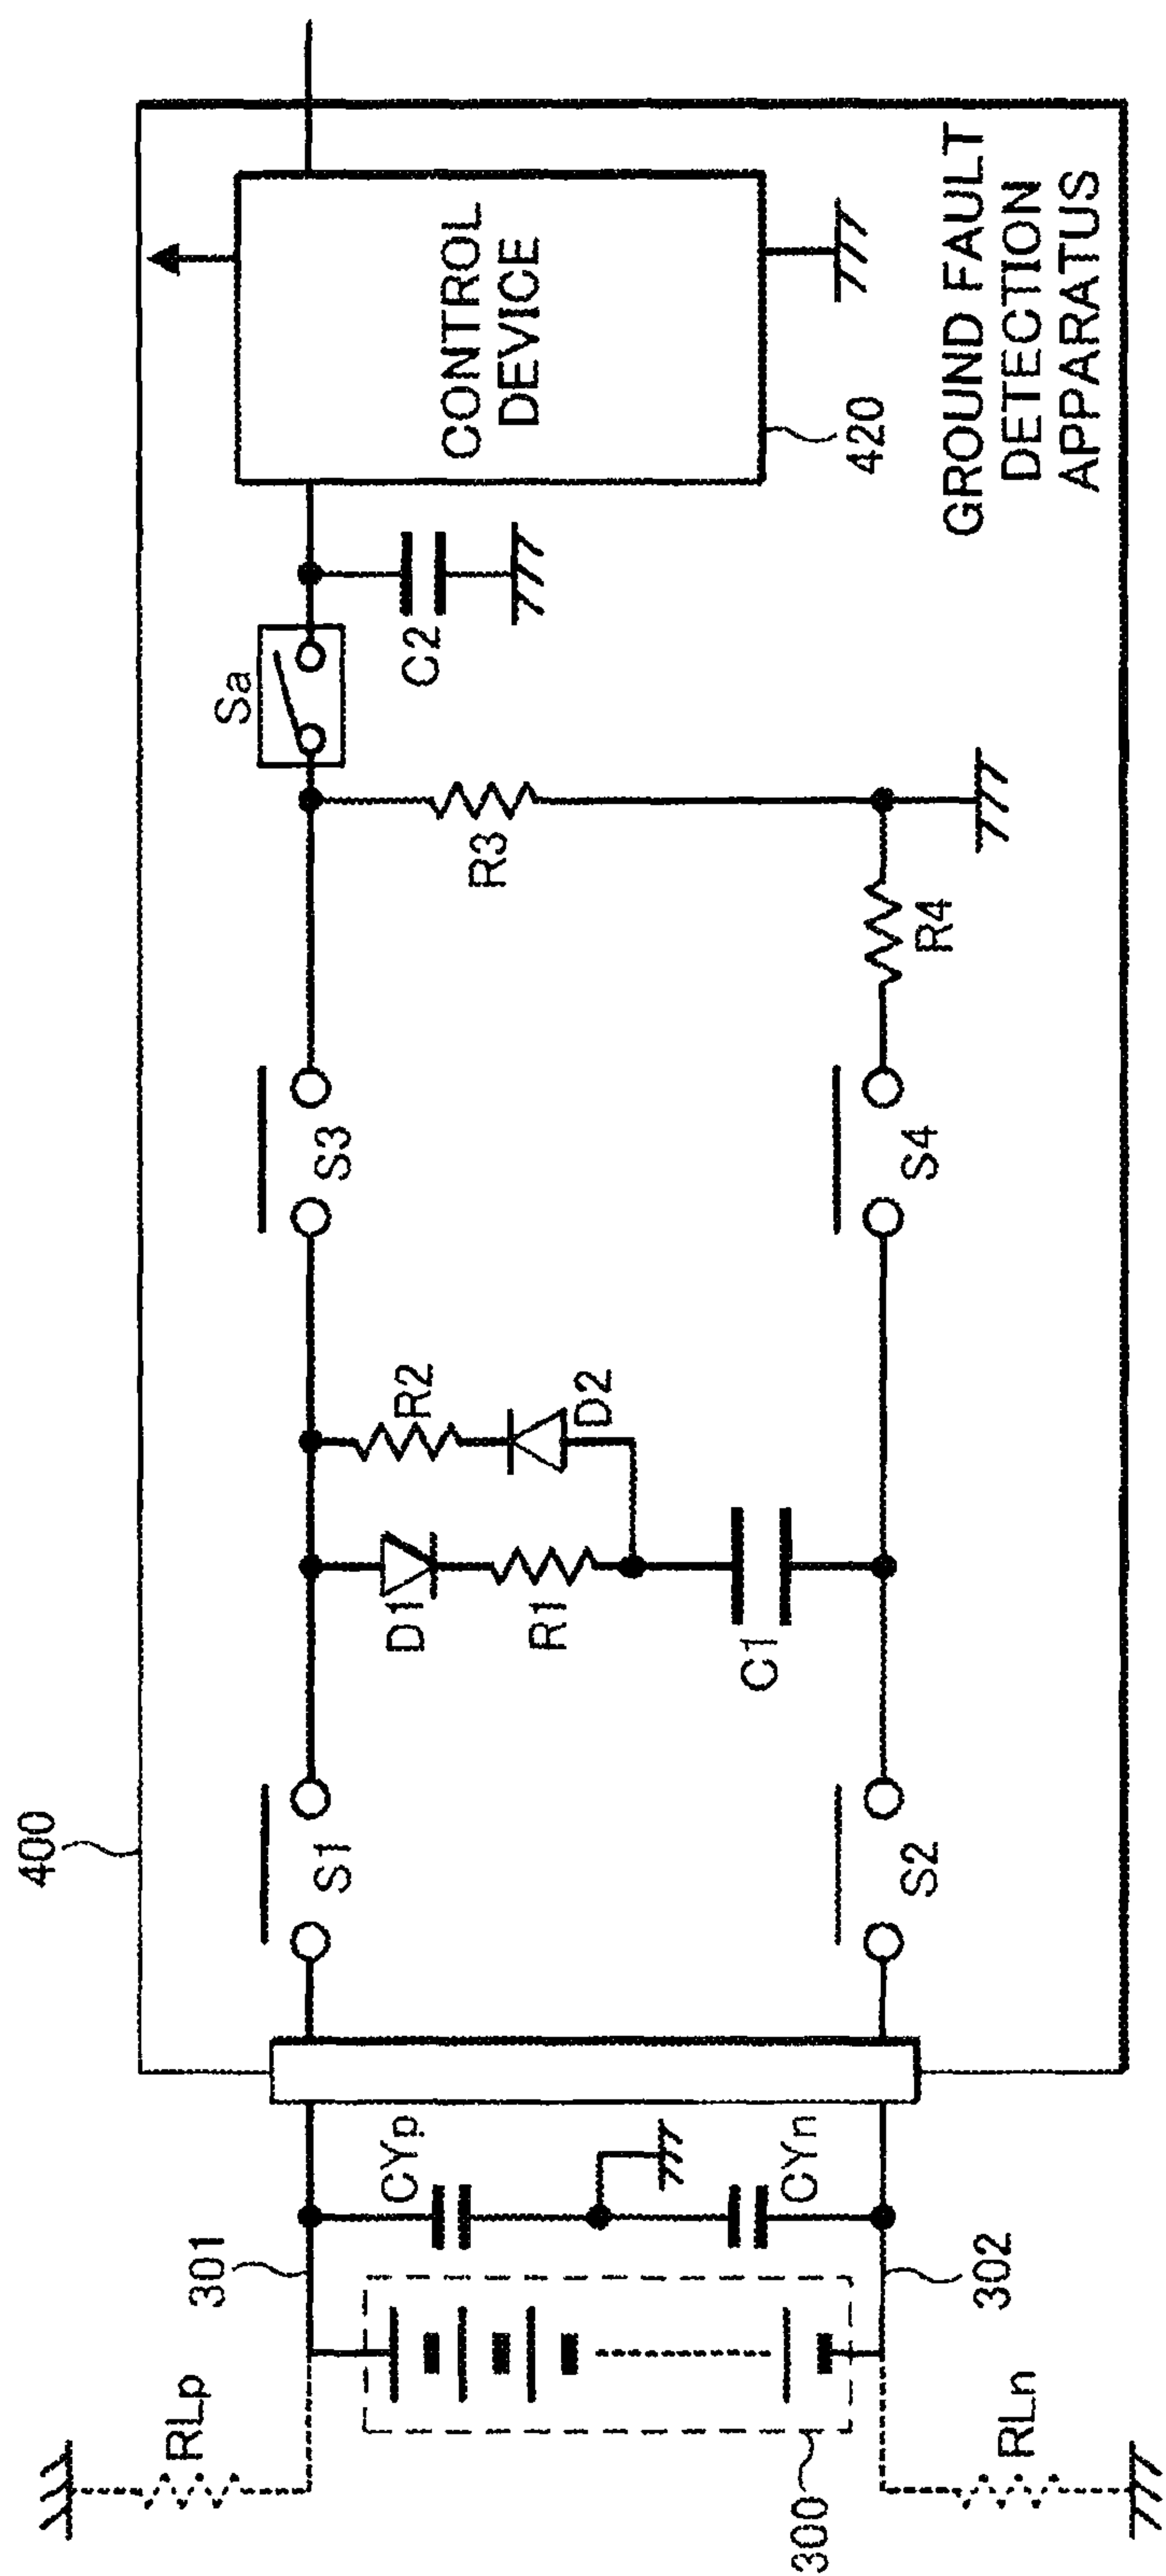 400
Sa
CONTROL
DEVICE
420
C2
GROUND FAULT
DETECTION
APPARATUS
S1
S3
D1
R1
R2
D2
C1
R3
R4
S2
S4
301
302
CYp
CYn
RLp
RLn
300